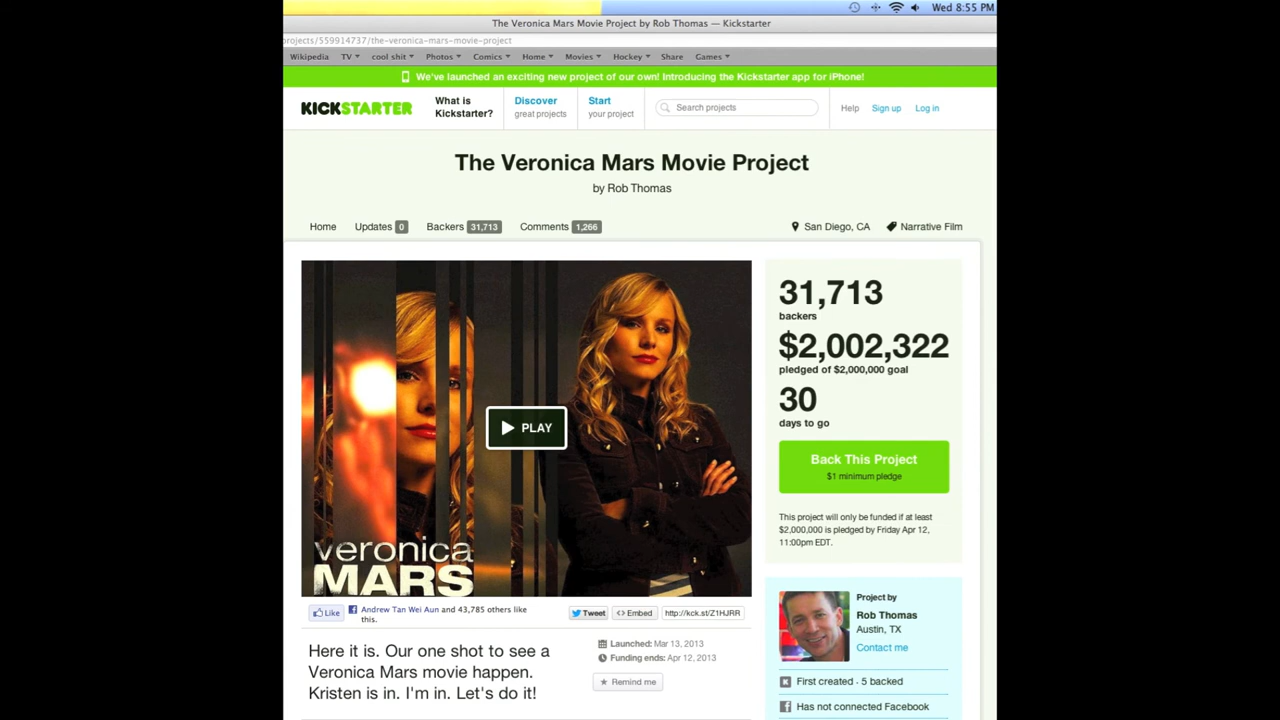 Wed 8:55 PM
The Veronica Mars Movie Project by Rob Thomas — Kickstarter
projects/559914737/the-veronica-mars-movie-project
Wikipedia TV cool shit Photos Comics Home Movies Hockey Share Games
We've launched an exciting new project of our own! Introducing the Kickstarter app for iPhone!
KICKSTARTER What is Kickstarter? Discover great projects Start your project Search projects Help Sign up Log in
The Veronica Mars Movie Project
by Rob Thomas
Home Updates 0 Backers 31,713 Comments 1,266 San Diego, CA Narrative Film
PLAY
veronica
MARS
31,713
backers
$2,002,322
pledged of $2,000,000 goal
30
days to go
Back This Project
$1 minimum pledge
This project will only be funded if at least
$2,000,000 is pledged by Friday Apr 12,
11:00pm EDT.
Like Andrew Tan Wei Aun and 43,785 others like
this.
Tweet <> Embed http://kck.st/Z1HJRR
Here it is. Our one shot to see a
Veronica Mars movie happen.
Kristen is in. I'm in. Let's do it!
Launched: Mar 13, 2013
Funding ends: Apr 12, 2013
Remind me
Project by
Rob Thomas
Austin, TX
Contact me
K First created · 5 backed
f Has not connected Facebook